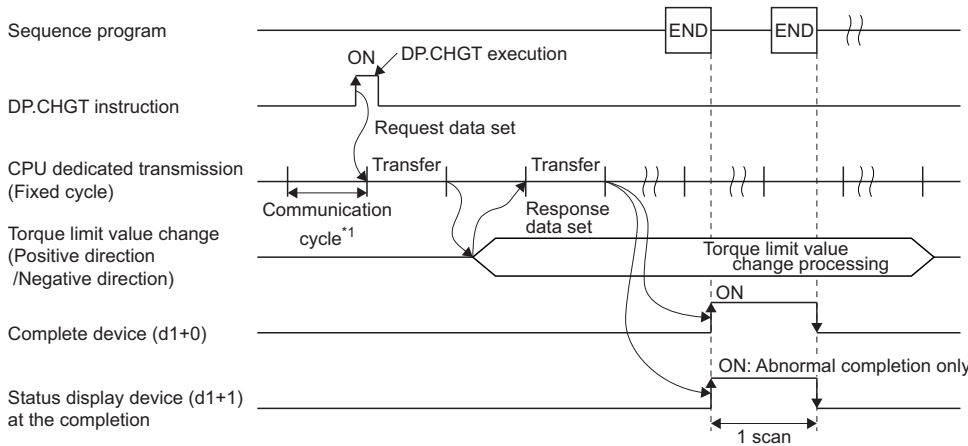 Sequence program
END
END
ON
DP.CHGT execution
DP.CHGT instruction
Request data set
CPU dedicated transmission
(Fixed cycle)
Transfer
Transfer
Communication
cycle*1
Response
data set
Torque limit value change
(Positive direction
/Negative direction)
Torque limit value
change processing
ON
Complete device (d1+0)
ON: Abnormal completion only
Status display device (d1+1)
at the completion
1 scan